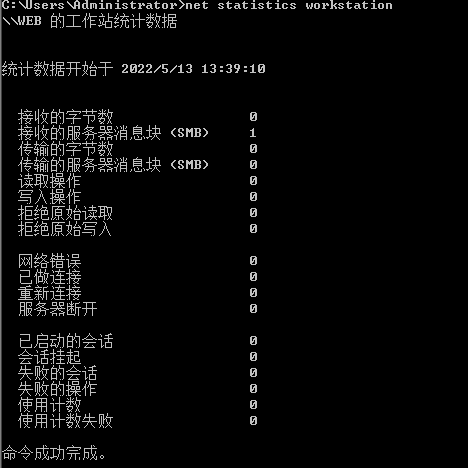 C:\Users\Administrator>net statistics workstation
\\WEB 的工作站统计数据
统计数据开始于 2022/5/13 13:39:10
接收的字节数 0
接收的服务器消息块 (SMB) 1
传输的字节数 0
传输的服务器消息块 (SMB) 0
读取操作 0
写入操作 0
拒绝原始读取 0
拒绝原始写入 0
网络错误 0
已做连接 0
重新连接 0
服务器断开 0
已启动的会话 0
会话挂起 0
失败的会话 0
失败的操作 0
使用计数 0
使用计数失败 0
命令成功完成。